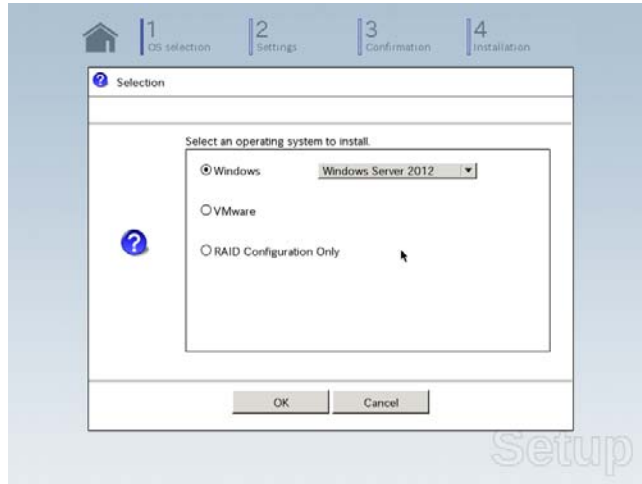 1 2 3 4
OS selection Settings Confirmation Installation
Selection
Select an operating system to install.
Windows Windows Server 2012
VMware
RAID Configuration Only
OK Cancel
Setup